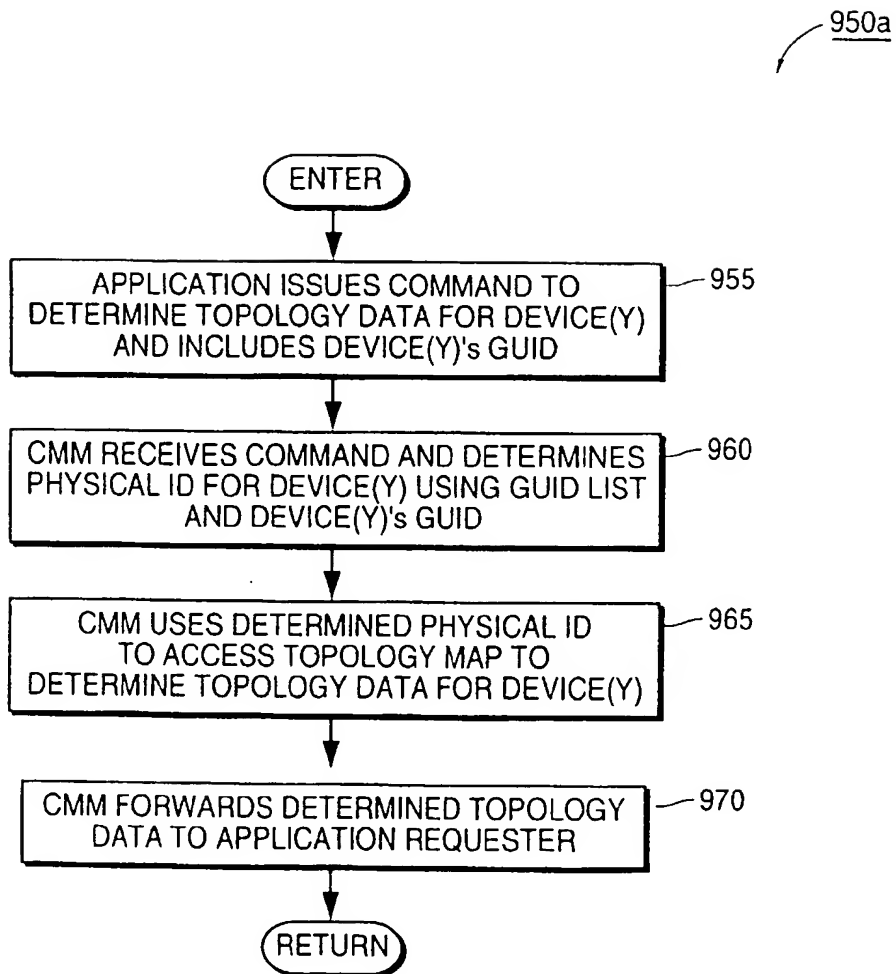 950a
ENTER
APPLICATION ISSUES COMMAND TO
DETERMINE TOPOLOGY DATA FOR DEVICE(Y)
AND INCLUDES DEVICE(Y)'s GUID
955
CMM RECEIVES COMMAND AND DETERMINES
PHYSICAL ID FOR DEVICE(Y) USING GUID LIST
AND DEVICE(Y)'s GUID
960
CMM USES DETERMINED PHYSICAL ID
TO ACCESS TOPOLOGY MAP TO
DETERMINE TOPOLOGY DATA FOR DEVICE(Y)
965
CMM FORWARDS DETERMINED TOPOLOGY
DATA TO APPLICATION REQUESTER
970
RETURN